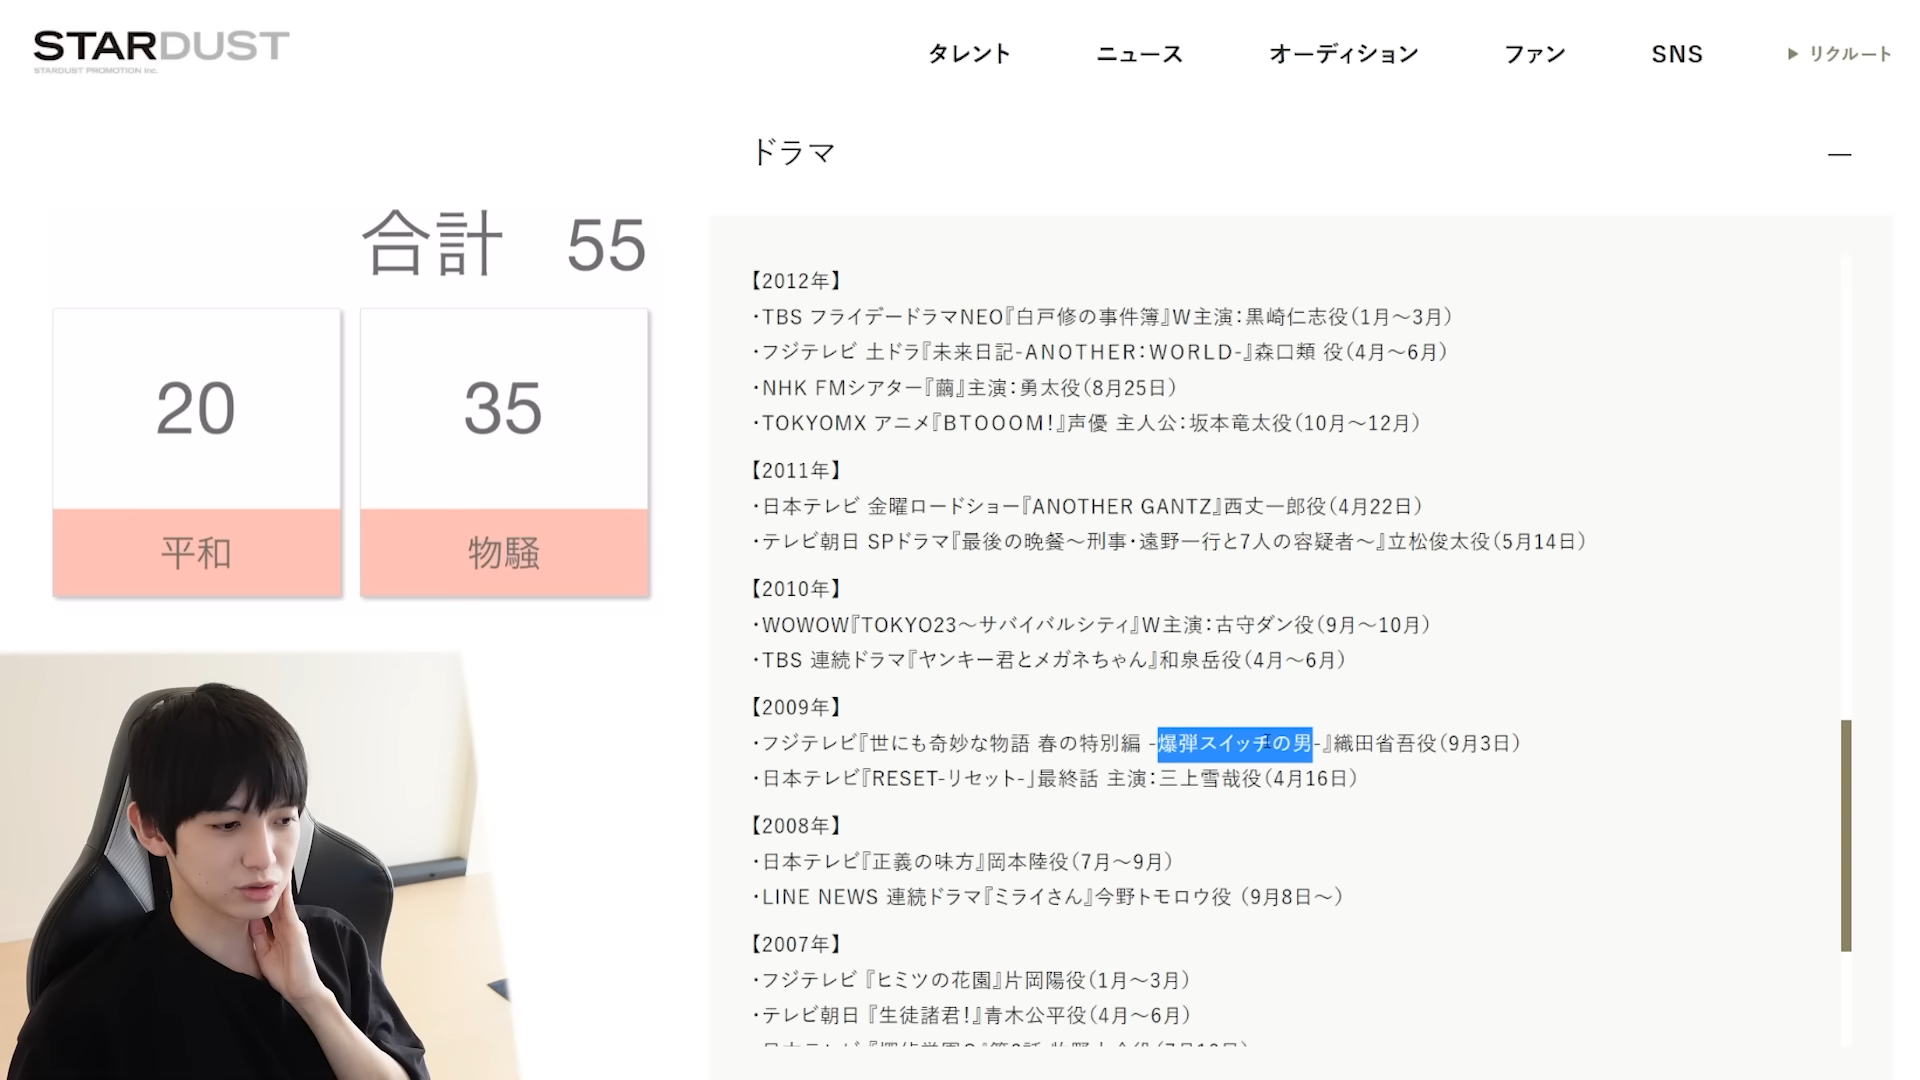 STARDUST
STARDUST PROMOTION Inc.
タレント
ニュース
オーディション
ファン
SNS
リクルート
合計 55
20
平和
35
物騒
ドラマ
【2012年】
・TBS フライデードラマNEO『白戸修の事件簿』W主演：黒崎仁志役（1月～3月）
・フジテレビ 土ドラ『未来日記-ANOTHER：WORLD-』森口類 役（4月～6月）
・NHK FMシアター『繭』主演：勇太役（8月25日）
・TOKYOMX アニメ『BTOOOM！』声優 主人公：坂本竜太役（10月～12月）
【2011年】
・日本テレビ 金曜ロードショー『ANOTHER GANTZ』西丈一郎役（4月22日）
・テレビ朝日 SPドラマ『最後の晩餐～刑事・遠野一行と7人の容疑者～』立松俊太役（5月14日）
【2010年】
・WOWOW『TOKYO23～サバイバルシティ』W主演：古守ダン役（9月～10月）
・TBS 連続ドラマ『ヤンキー君とメガネちゃん』和泉岳役（4月～6月）
【2009年】
・フジテレビ『世にも奇妙な物語 春の特別編 -爆弾スイッチの男-』織田省吾役（9月3日）
・日本テレビ『RESET-リセット-」最終話 主演：三上雪哉役（4月16日）
【2008年】
・日本テレビ『正義の味方』岡本陸役（7月～9月）
・LINE NEWS 連続ドラマ『ミライさん』今野トモロウ役 （9月8日～）
【2007年】
・フジテレビ 『ヒミツの花園』片岡陽役（1月～3月）
・テレビ朝日 『生徒諸君！』青木公平役（4月～6月）